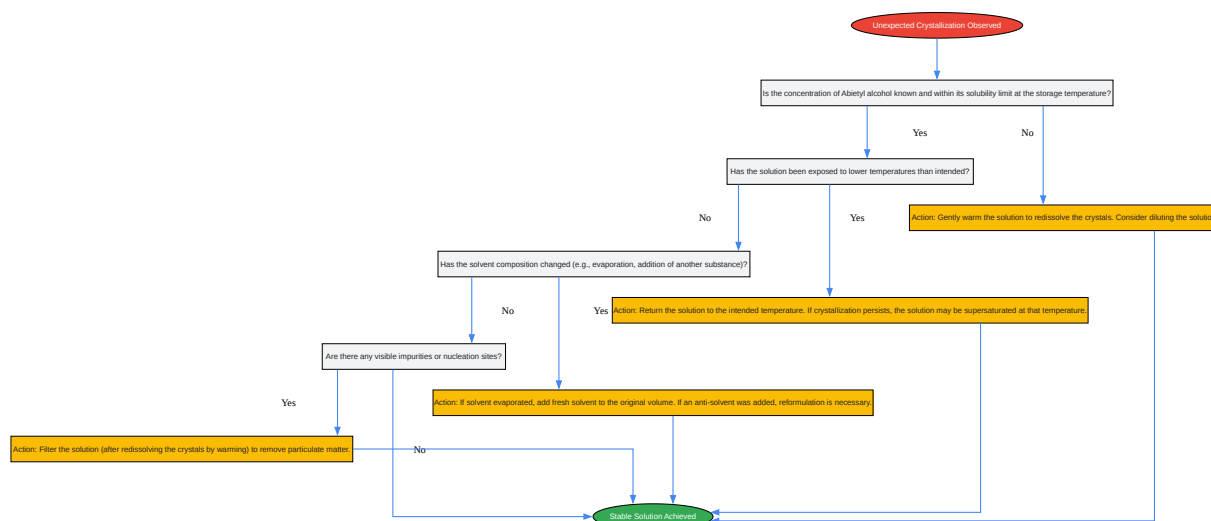 Unexpected Crystallization Observed
Is the concentration of Abietyl alcohol known and within its solubility limit at the storage temperature?
Yes
No
Has the solution been exposed to lower temperatures than intended?
No
Yes
Action: Gently warm the solution to redissolve the crystals. Consider diluting the
Has the solvent composition changed (e.g., evaporation, addition of another substance)?
No
Yes
Action: Return the solution to the intended temperature. If crystallization persists, the solution may be supersaturated at that temperature.
Are there any visible impurities or nucleation sites?
Yes
Action: If solvent evaporated, add fresh solvent to the original volume. If an anti-solvent was added, reformulation is necessary.
Action: Filter the solution (after redissolving the crystals by warming) to remove particulate matter.
No
Stable Solution Achieved